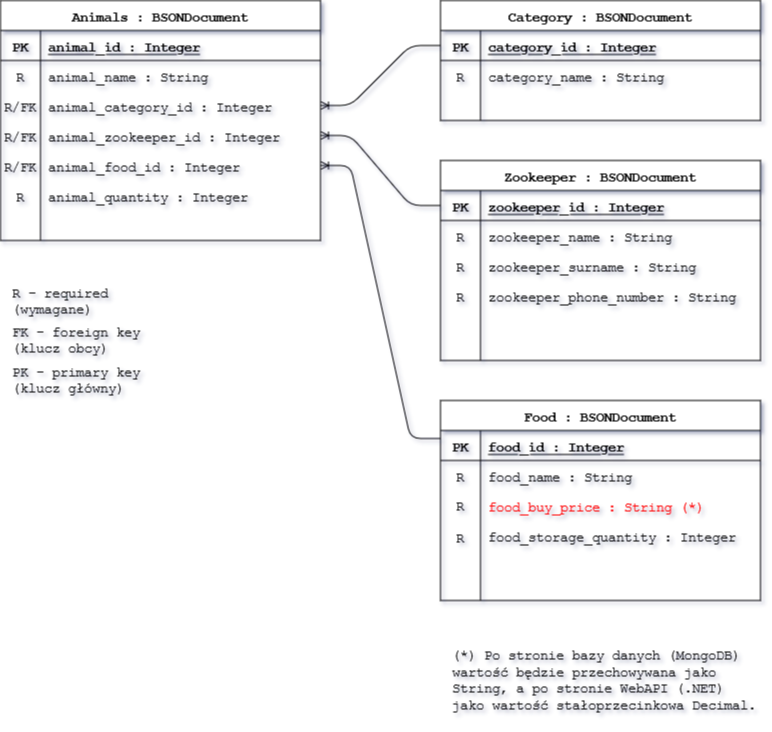 Animals : BSONDocument
PK animal_id : Integer
R animal_name : String
R/FK animal_category_id : Integer
R/FK animal_zookeeper_id : Integer
R/FK animal_food_id : Integer
R animal_quantity : Integer
R - required
(wymagane)
FK - foreign key
(klucz obcy)
PK - primary key
(klucz główny)
Category : BSONDocument
PK category_id : Integer
R category_name : String
Zookeeper : BSONDocument
PK zookeeper_id : Integer
R zookeeper_name : String
R zookeeper_surname : String
R zookeeper_phone_number : String
Food : BSONDocument
PK food_id : Integer
R food_name : String
R food_buy_price : String (*)
R food_storage_quantity : Integer
(*) Po stronie bazy danych (MongoDB)
wartość będzie przechowywana jako
String, a po stronie WebAPI (.NET)
jako wartość stałoprzecinkowa Decimal.